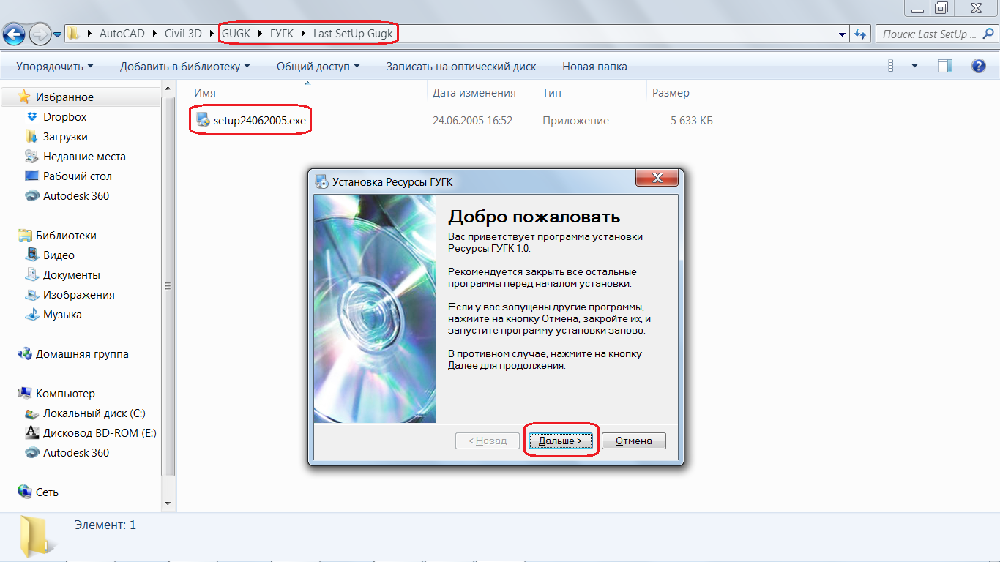 AutoCAD Civil 3D GUGK ГУГК Last SetUp Gugk
Поиск: Last SetUp ...
Упорядочить Добавить в библиотеку Общий доступ Записать на оптический диск Новая папка
Избранное
Dropbox
Загрузки
Недавние места
Рабочий стол
Autodesk 360
Библиотеки
Видео
Документы
Изображения
Музыка
Домашняя группа
Компьютер
Локальный диск (C:)
Дисковод BD-ROM (E:)
Autodesk 360
Сеть
Имя Дата изменения Тип Размер
setup24062005.exe 24.06.2005 16:52 Приложение 5 633 КБ
Установка Ресурсы ГУГК
Добро пожаловать
Вас приветствует программа установки
Ресурсы ГУГК 1.0.
Рекомендуется закрыть все остальные
программы перед началом установки.
Если у вас запущены другие программы,
нажмите на кнопку Отмена, закройте их, и
запустите программу установки заново.
В противном случае, нажмите на кнопку
Далее для продолжения.
< Назад Дальше > Отмена
Элемент: 1